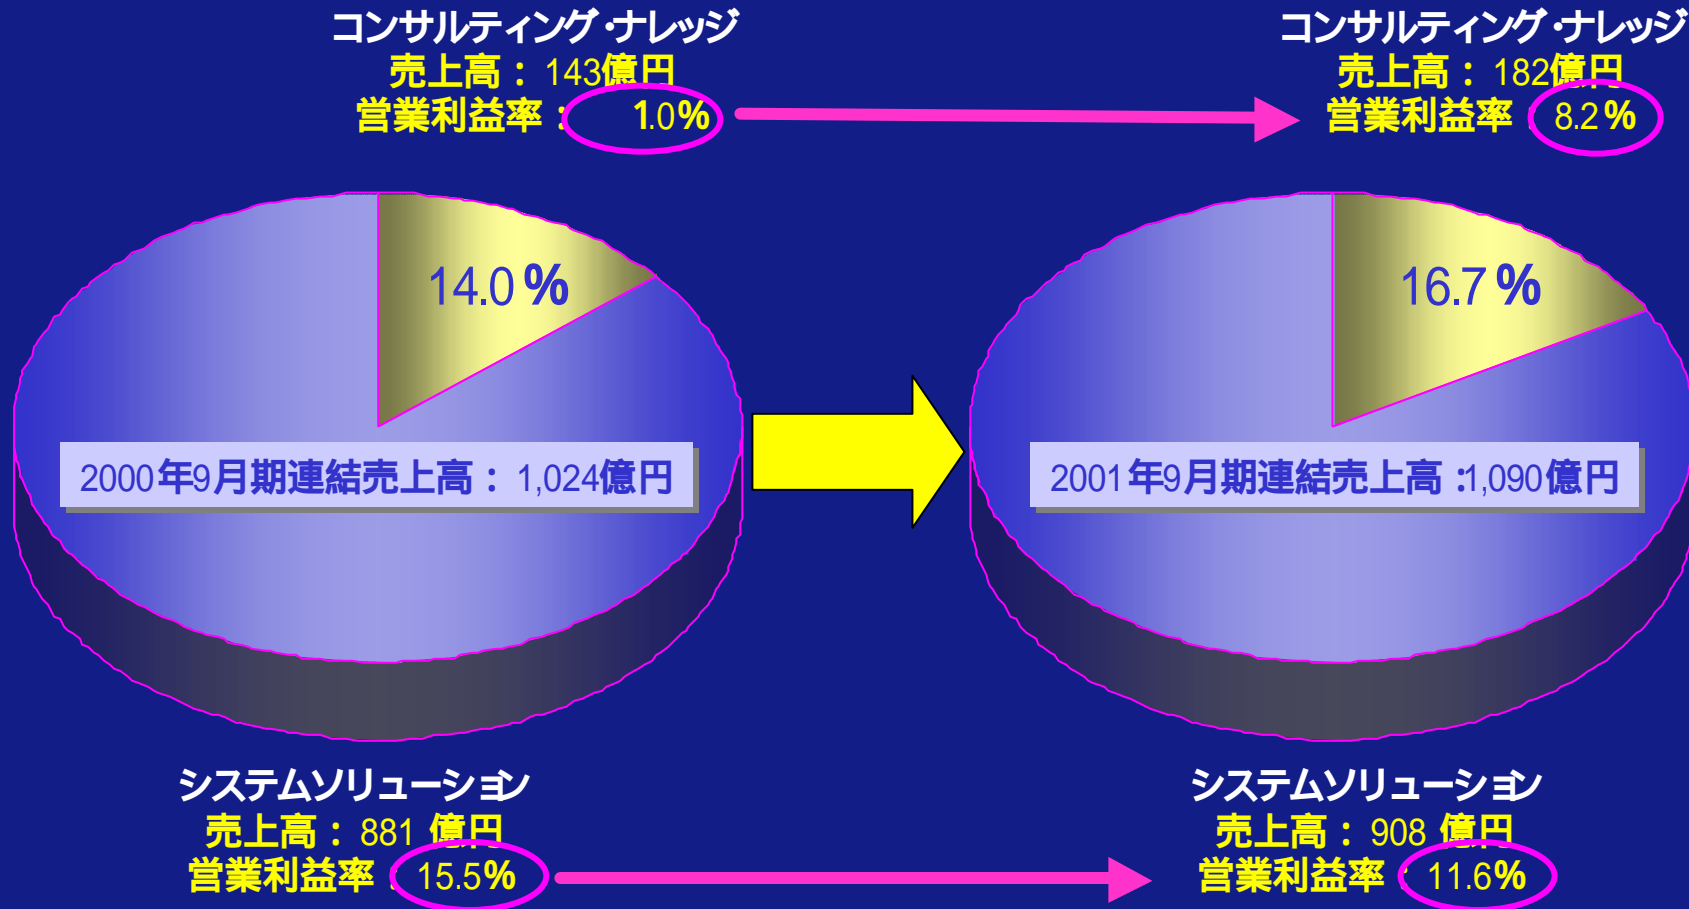 コンサルティング・ナレッジ
売上高： 143億円
営業利益率： 1.0%
コンサルティング・ナレッジ
売上高： 182億円
営業利益率： 8.2%
14.0%
16.7%
2000年9月期連結売上高： 1,024億円
2001年9月期連結売上高：1,090億円
システムソリューション
売上高： 881 億円
営業利益率： 15.5%
システムソリューション
売上高： 908 億円
営業利益率： 11.6%